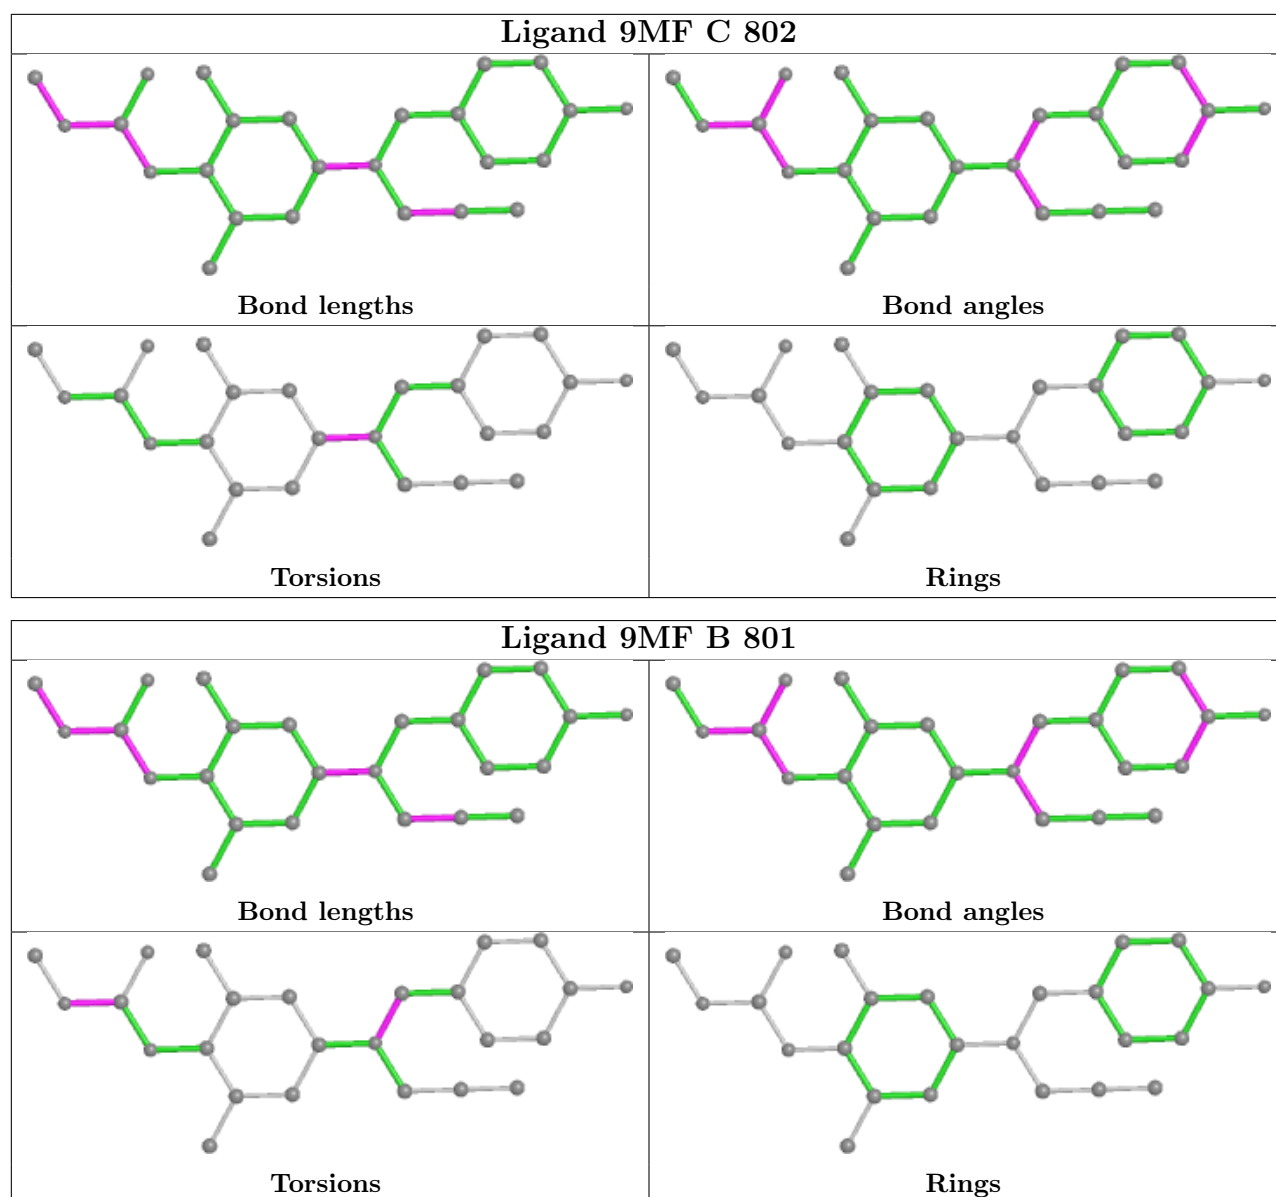 Ligand 9MF C 802
Bond lengths
Bond angles
Torsions
Rings
Ligand 9MF B 801
Bond lengths
Bond angles
Torsions
Rings